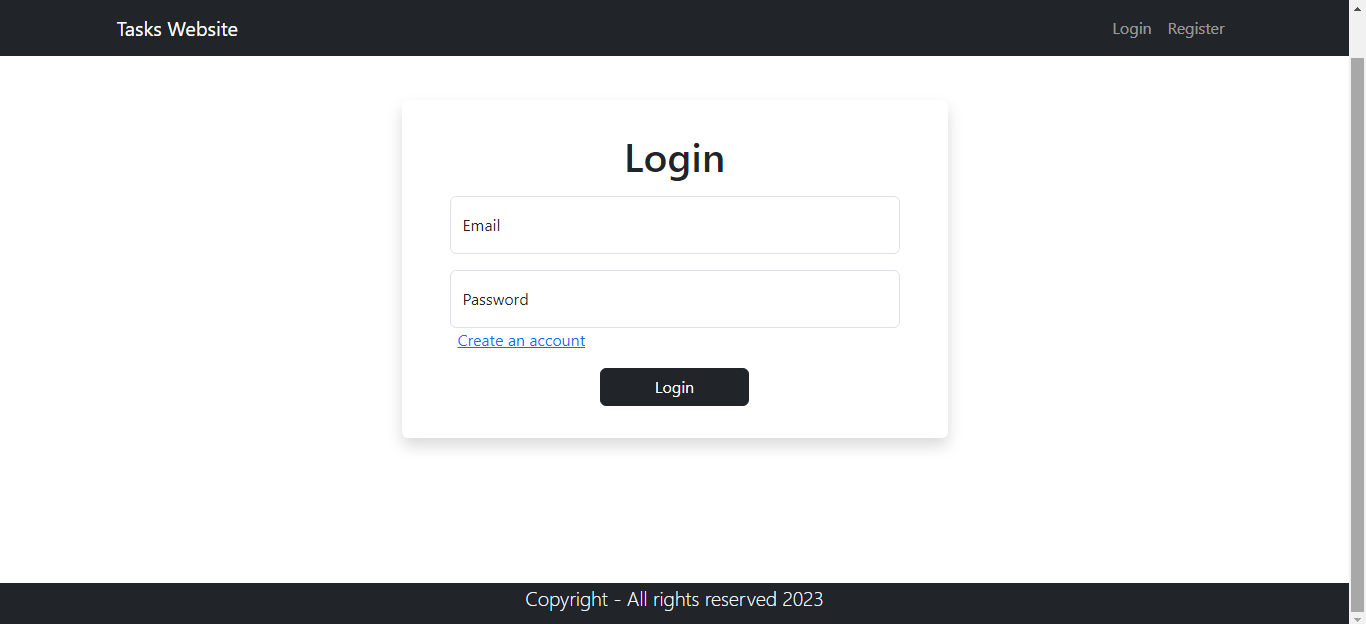 Tasks Website
Login Register
Login
Email
Password
Create an account
Login
Copyright - All rights reserved 2023